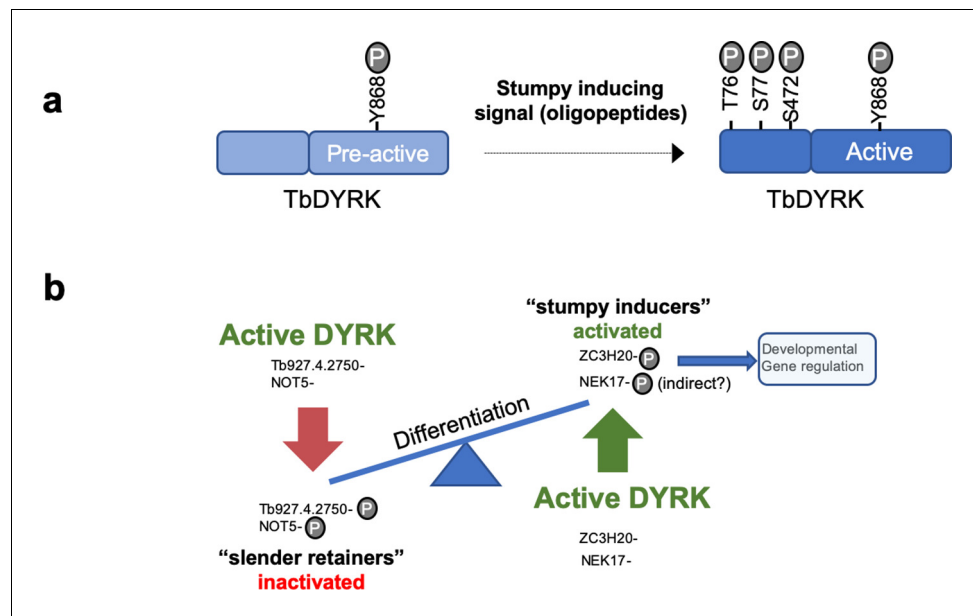 a
P
Y868
Pre-active
TbDYRK
Stumpy inducing
signal (oligopeptides)
P P P P
T76 S77 S472 Y868
Active
TbDYRK
b
Active DYRK
Tb927.4.2750-
NOT5-
"stumpy inducers"
activated
ZC3H20- P
NEK17- P (indirect?)
Developmental
Gene regulation
Differentiation
Tb927.4.2750- P
NOT5- P
"slender retainers"
inactivated
Active DYRK
ZC3H20-
NEK17-